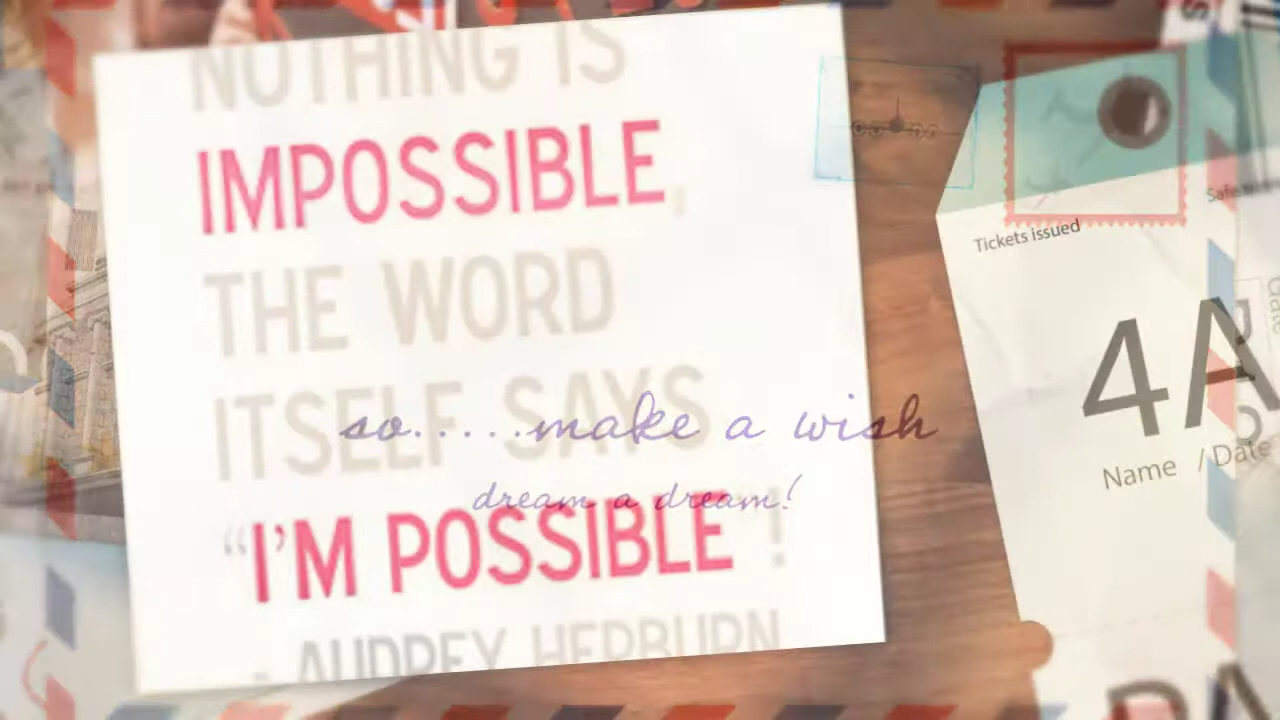 NOTHING IS
IMPOSSIBLE,
THE WORD
ITSELF SAYS
so.....make a wish
dream a dream!
"I'M POSSIBLE"!
- AUDREY HEPBURN
Tickets issued
4A
Name / Date